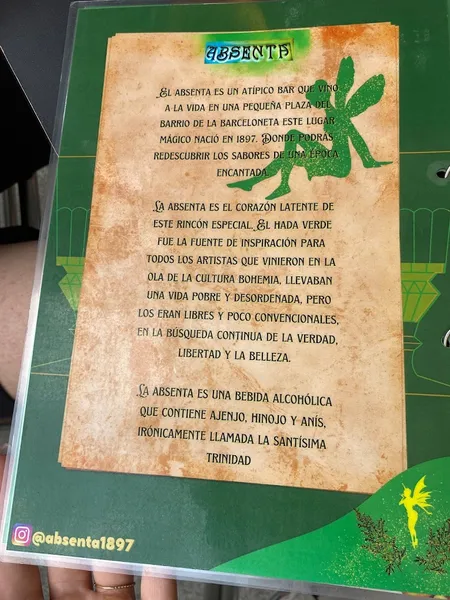 ABSENTA
EL ABSENTA ES UN ATÍPICO BAR QUE VINO
A LA VIDA EN UNA PEQUEÑA PLAZA DEL
BARRIO DE LA BARCELONETA ESTE LUGAR
MÁGICO NACIÓ EN 1897. DONDE PODRÁS
REDESCUBRIR LOS SABORES DE UNA ÉPOCA
ENCANTADA.
LA ABSENTA ES EL CORAZÓN LATENTE DE
ESTE RINCÓN ESPECIAL. EL HADA VERDE
FUE LA FUENTE DE INSPIRACIÓN PARA
TODOS LOS ARTISTAS QUE VINIERON EN LA
OLA DE LA CULTURA BOHEMIA, LLEVABAN
UNA VIDA POBRE Y DESORDENADA, PERO
LOS ERAN LIBRES Y POCO CONVENCIONALES,
EN LA BÚSQUEDA CONTINUA DE LA VERDAD,
LIBERTAD Y LA BELLEZA.
LA ABSENTA ES UNA BEBIDA ALCOHÓLICA
QUE CONTIENE AJENJO, HINOJO Y ANÍS,
IRÓNICAMENTE LLAMADA LA SANTÍSIMA
TRINIDAD
@absenta1897